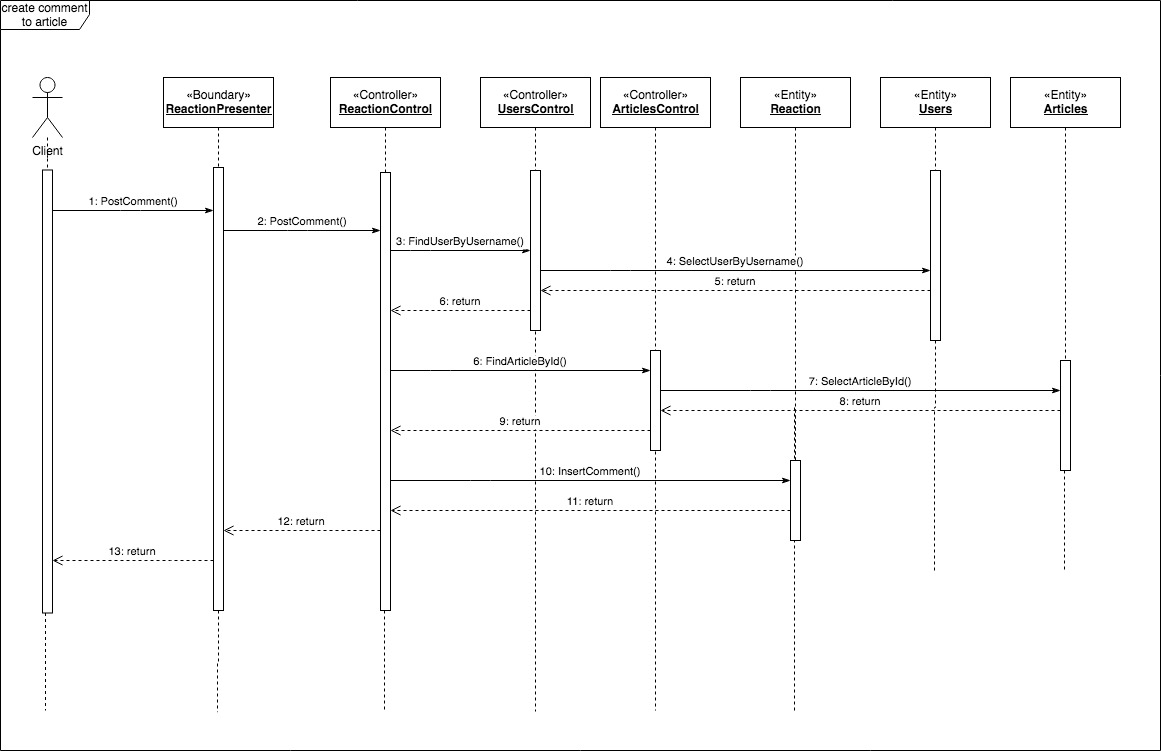 create comment
to article
«Boundary»
ReactionPresenter
«Controller»
ReactionControl
«Controller»
UsersControl
«Controller»
ArticlesControl
«Entity»
Reaction
«Entity»
Users
«Entity»
Articles
Client
1: PostComment()
2: PostComment()
3: FindUserByUsername()
4: SelectUserByUsername()
5: return
6: return
6: FindArticleById()
7: SelectArticleById()
8: return
9: return
10: InsertComment()
11: return
12: return
13: return